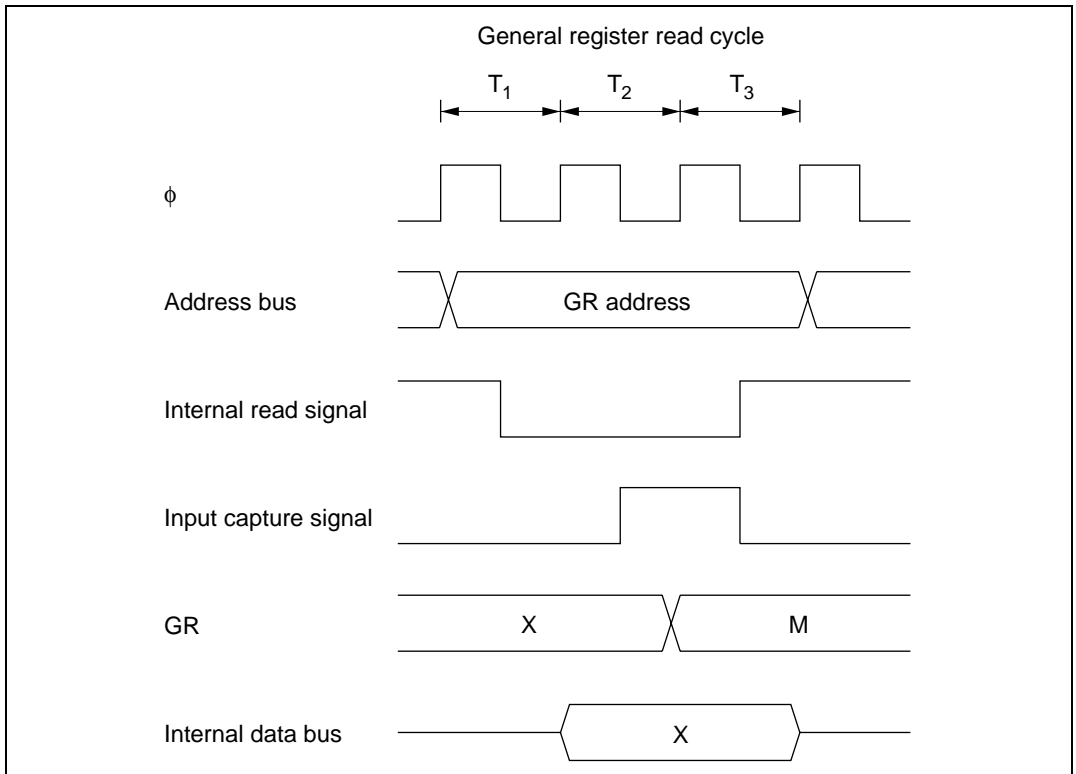 General register read cycle
T1 T2 T3
φ
Address bus GR address
Internal read signal
Input capture signal
GR X M
Internal data bus X